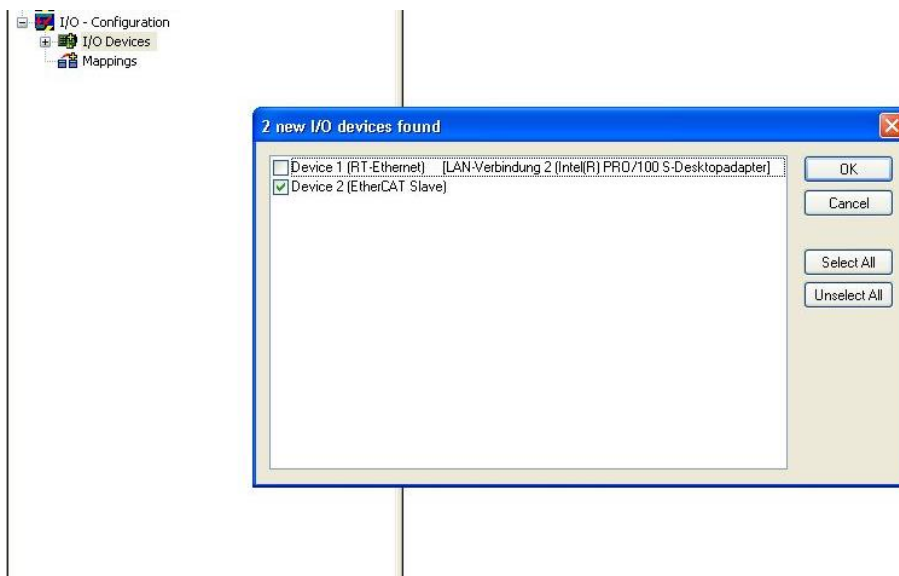 I/O - Configuration
I/O Devices
Mappings
2 new I/O devices found
Device 1 (RT-Ethernet) [LAN-Verbindung 2 (Intel(R) PRO/100 S-Desktopadapter]
Device 2 (EtherCAT Slave)
OK
Cancel
Select All
Unselect All